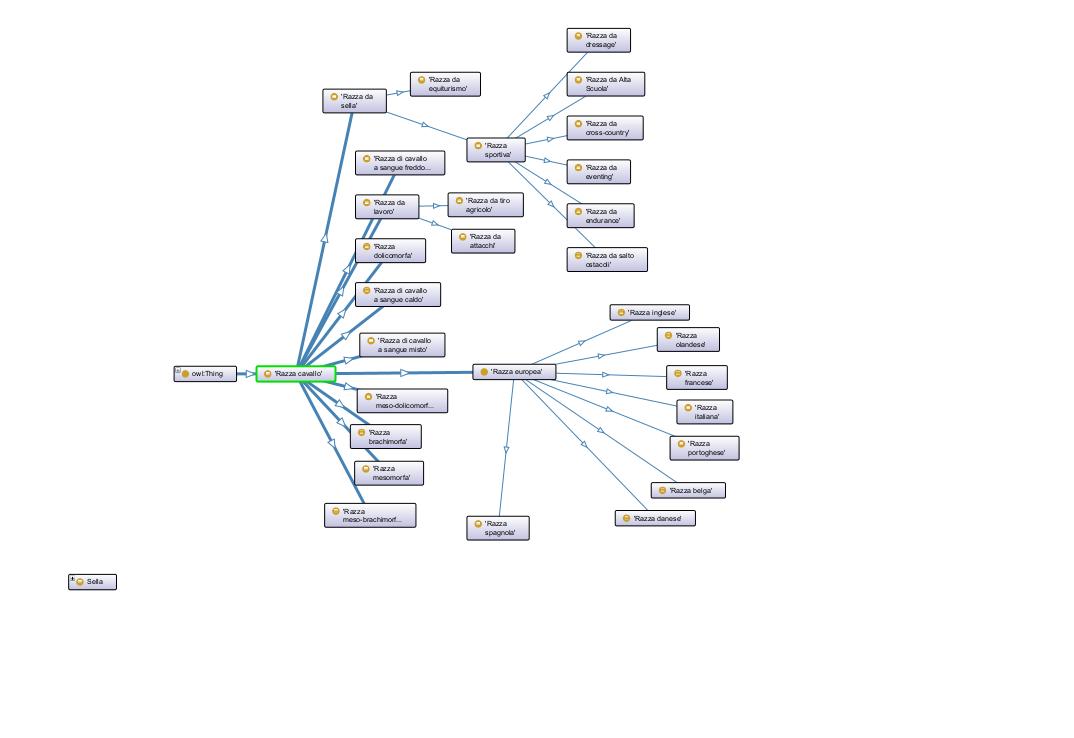 'Razza da
dressage'
'Razza da
equiturismo'
'Razza da Alta
Scuola'
'Razza da
sella'
'Razza da
cross-country'
'Razza
sportiva'
'Razza di cavallo
a sangue freddo...
'Razza da
eventing'
'Razza da
lavoro'
'Razza da tiro
agricolo'
'Razza da
endurance'
'Razza da
attacchi'
'Razza
dolicomorfa'
'Razza da salto
ostacoli'
'Razza di cavallo
a sangue caldo'
'Razza inglese'
'Razza di cavallo
a sangue misto'
'Razza
olandese'
owl:Thing
'Razza cavallo'
'Razza europea'
'Razza
francese'
'Razza
meso-dolicomorf...
'Razza
italiana'
'Razza
brachimorfa'
'Razza
portoghese'
'Razza
mesomorfa'
'Razza belga'
'Razza
meso-brachimorf...
'Razza danese'
'Razza
spagnola'
Sella